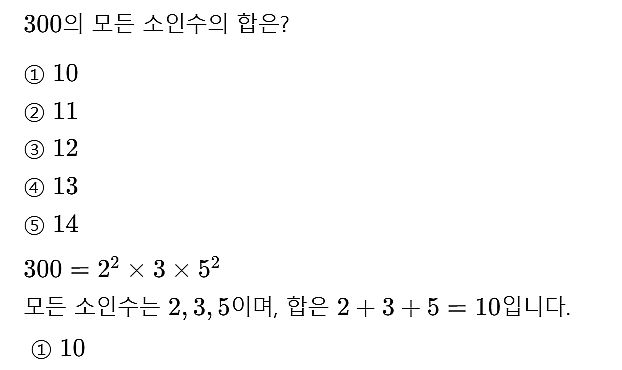 300의 모든 소인수의 합은?
① 10
② 11
③ 12
④ 13
⑤ 14
300 = 2² × 3 × 5²
모든 소인수는 2, 3, 5이며, 합은 2 + 3 + 5 = 10입니다.
① 10